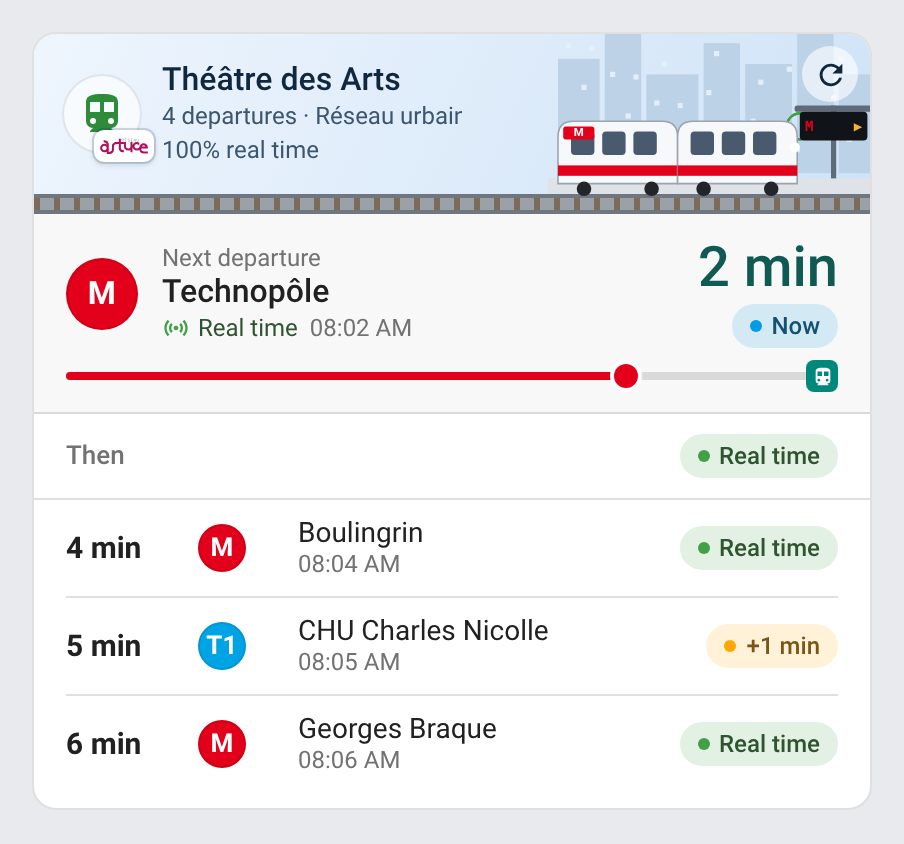 Théâtre des Arts
4 departures · Réseau urbair
100% real time
astuce
M
M
Next departure
M
Technopôle
Real time 08:02 AM
2 min
Now
Then
Real time
4 min
M
Boulingrin
08:04 AM
Real time
5 min
T1
CHU Charles Nicolle
08:05 AM
+1 min
6 min
M
Georges Braque
08:06 AM
Real time